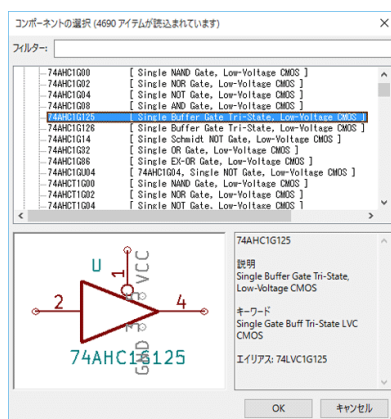 コンポーネントの選択 (4690 アイテムが読込まれています)
フィルター:
74AHC1G00 [ Single NAND Gate, Low-Voltage CMOS ]
74AHC1G02 [ Single NOR Gate, Low-Voltage CMOS ]
74AHC1G04 [ Single NOT Gate, Low-Voltage CMOS ]
74AHC1G08 [ Single AND Gate, Low-Voltage CMOS ]
74AHC1G125 [ Single Buffer Gate Tri-State, Low-Voltage CMOS ]
74AHC1G126 [ Single Buffer Gate Tri-State, Low-Voltage CMOS ]
74AHC1G14 [ Single Schmidt NOT Gate, Low-Voltage CMOS ]
74AHC1G32 [ Single OR Gate, Low-Voltage CMOS ]
74AHC1G86 [ Single EX-OR Gate, Low-Voltage CMOS ]
74AHC1GU04 [ 74AHC1G04, Single NOT Gate, Low-Voltage CMOS ]
74AHCT1G00 [ Single NAND Gate, Low-Voltage CMOS ]
74AHCT1G02 [ Single NOR Gate, Low-Voltage CMOS ]
74AHCT1G04 [ Single NOT Gate, Low-Voltage CMOS ]
U
1
VCC
2
4
GND
74AHC1G125
74AHC1G125
説明
Single Buffer Gate Tri-State,
Low-Voltage CMOS
キーワード
Single Gate Buff Tri-State LVC
CMOS
エイリアス: 74LVC1G125
OK
キャンセル